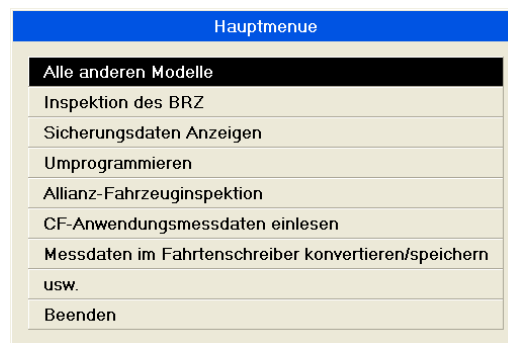 Hauptmenue
Alle anderen Modelle
Inspektion des BRZ
Sicherungsdaten Anzeigen
Umprogrammieren
Allianz-Fahrzeuginspektion
CF-Anwendungsmessdaten einlesen
Messdaten im Fahrtenschreiber konvertieren/speichern
usw.
Beenden